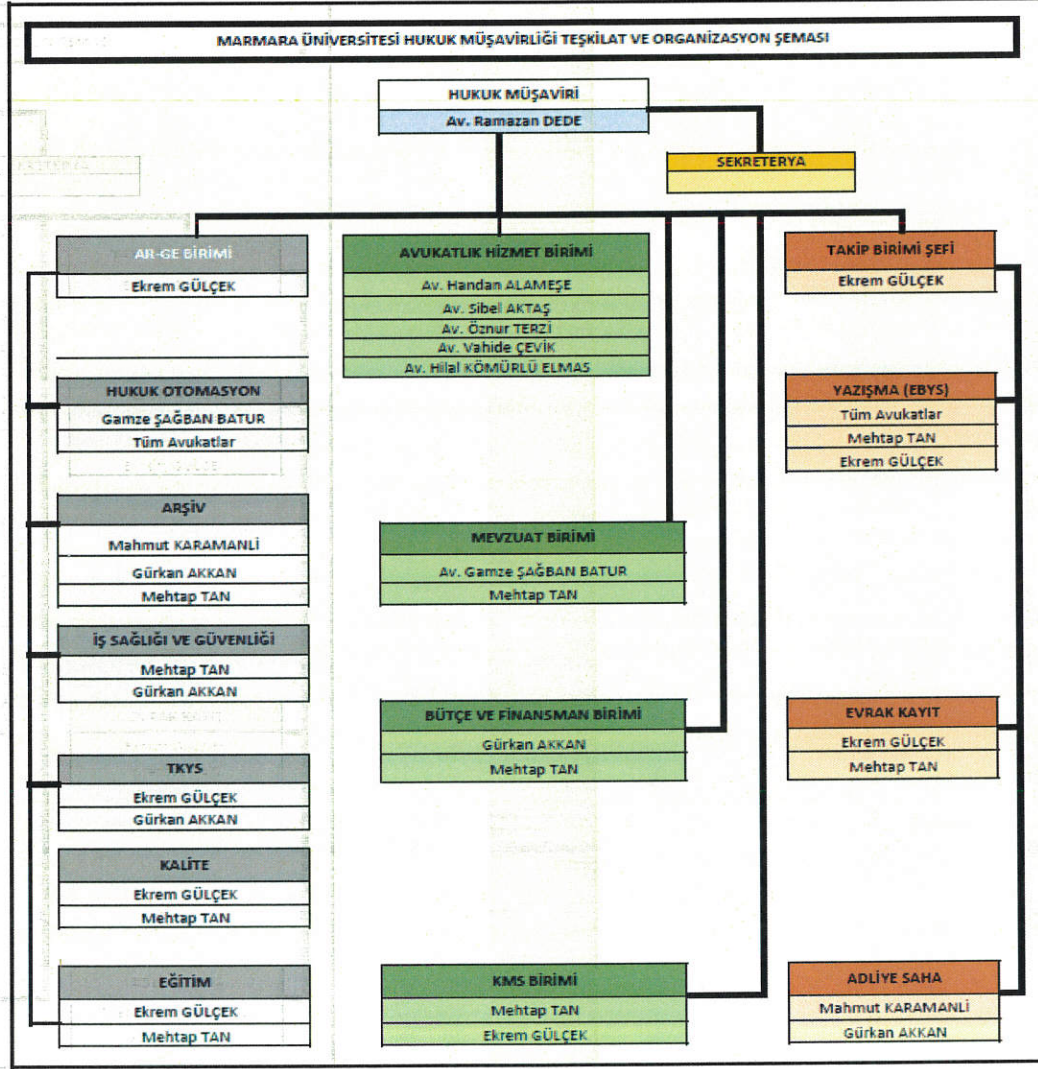 MARMARA ÜNİVERSİTESİ HUKUK MÜŞAVİRLİĞİ TEŞKİLAT VE ORGANİZASYON ŞEMASI
HUKUK MÜŞAVİRİ
Av. Ramazan DEDE
SEKRETERYA
AR-GE BİRİMİ
Ekrem GÜLÇEK
HUKUK OTOMASYON
Gamze ŞAĞBAN BATUR
Tüm Avukatlar
ARŞİV
Mahmut KARAMANLİ
Gürkan AKKAN
Mehtap TAN
İŞ SAĞLIĞI VE GÜVENLİĞİ
Mehtap TAN
Gürkan AKKAN
TKYS
Ekrem GÜLÇEK
Gürkan AKKAN
KALİTE
Ekrem GÜLÇEK
Mehtap TAN
EĞİTİM
Ekrem GÜLÇEK
Mehtap TAN
AVUKATLIK HİZMET BİRİMİ
Av. Handan ALAMEŞE
Av. Sibel AKTAŞ
Av. Öznur TERZİ
Av. Vahide ÇEVİK
Av. Hilal KÖMÜRLÜ ELMAS
MEVZUAT BİRİMİ
Av. Gamze ŞAĞBAN BATUR
Mehtap TAN
BÜTÇE VE FİNANSMAN BİRİMİ
Gürkan AKKAN
Mehtap TAN
KMS BİRİMİ
Mehtap TAN
Ekrem GÜLÇEK
TAKİP BİRİMİ ŞEFİ
Ekrem GÜLÇEK
YAZIŞMA (EBYS)
Tüm Avukatlar
Mehtap TAN
Ekrem GÜLÇEK
EVRAK KAYIT
Ekrem GÜLÇEK
Mehtap TAN
ADLİYE SAHA
Mahmut KARAMANLİ
Gürkan AKKAN